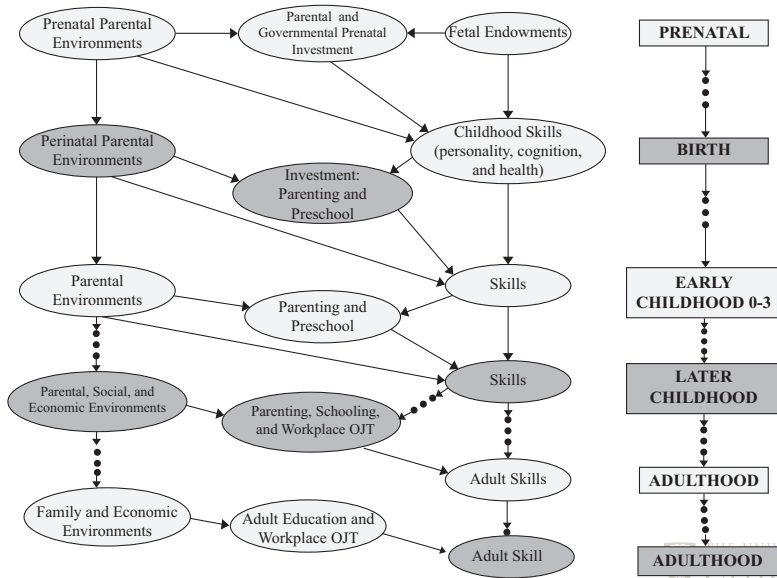 Prenatal Parental
Environments
Parental and
Governmental Prenatal
Investment
Fetal Endowments
PRENATAL
Perinatal Parental
Environments
Childhood Skills
(personality, cognition,
and health)
BIRTH
Investment:
Parenting and
Preschool
Parental
Environments
Skills
EARLY
CHILDHOOD 0-3
Parenting and
Preschool
Parental, Social, and
Economic Environments
Skills
LATER
CHILDHOOD
Parenting, Schooling,
and Workplace OJT
Adult Skills
ADULTHOOD
Family and Economic
Environments
Adult Education and
Workplace OJT
Adult Skill
ADULTHOOD